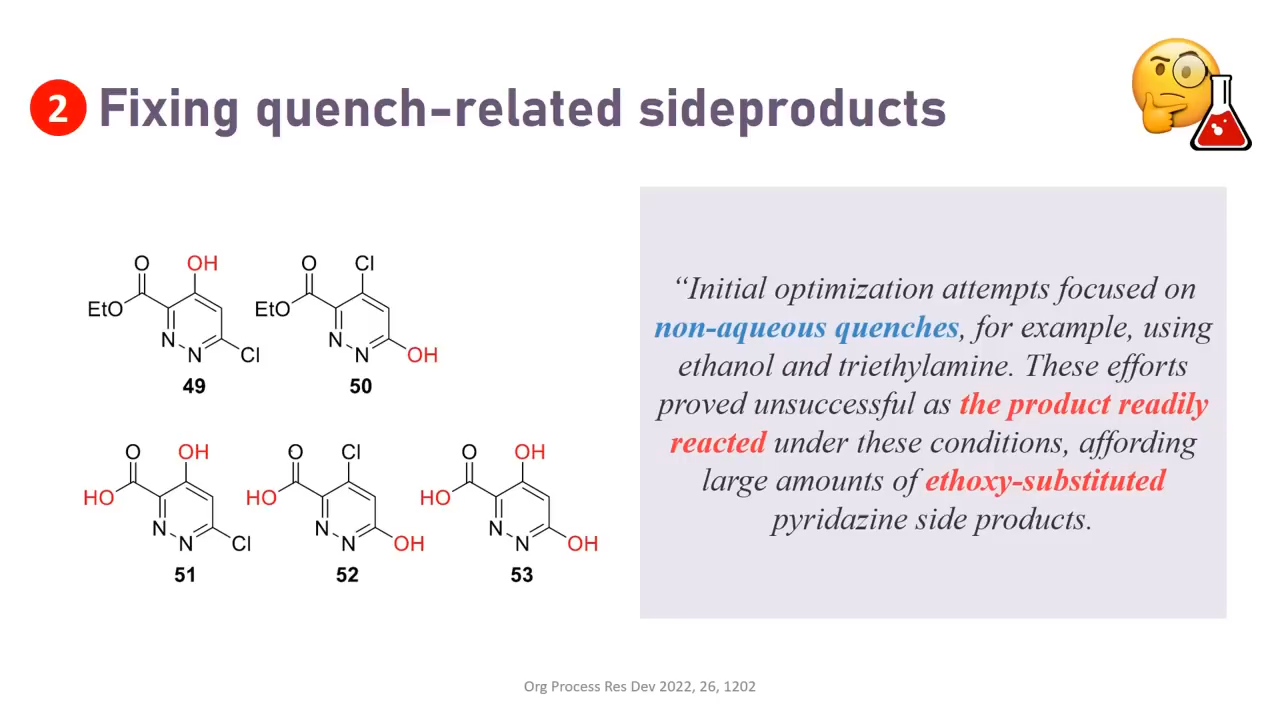 2 Fixing quench-related sideproducts
O OH
EtO
N N Cl
49
O Cl
EtO
N N OH
50
O OH
HO
N N Cl
51
O Cl
HO
N N OH
52
O OH
HO
N N OH
53
“Initial optimization attempts focused on
non-aqueous quenches, for example, using
ethanol and triethylamine. These efforts
proved unsuccessful as the product readily
reacted under these conditions, affording
large amounts of ethoxy-substituted
pyridazine side products.
Org Process Res Dev 2022, 26, 1202